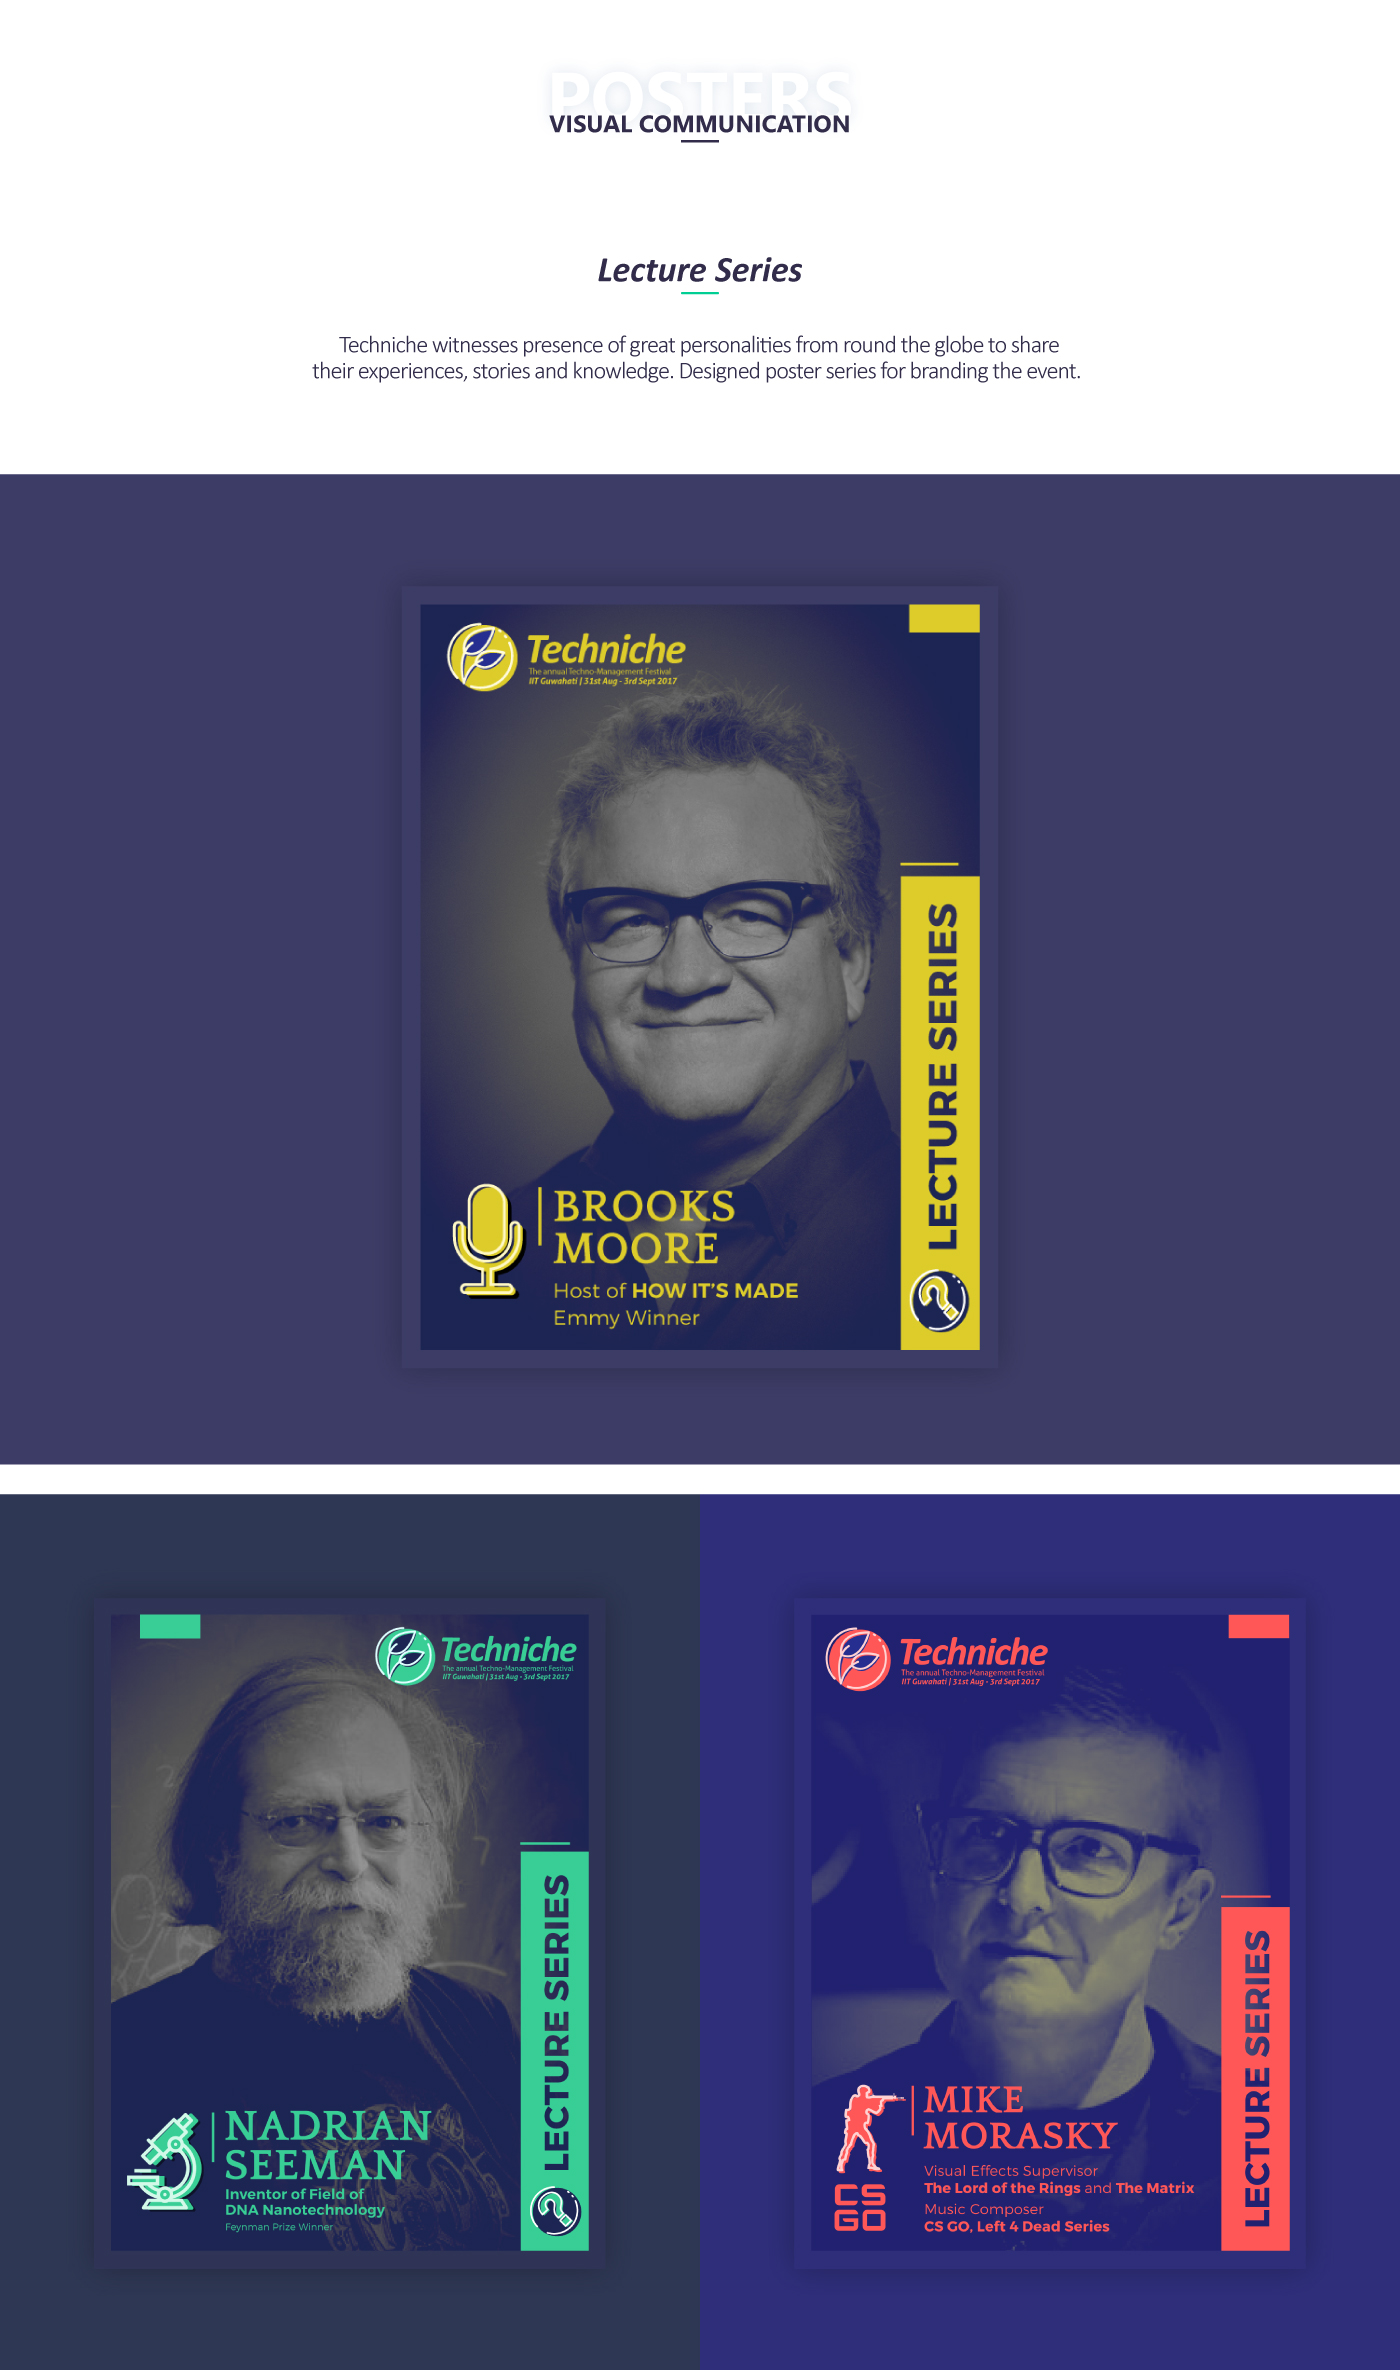 POSTERS
VISUAL COMMUNICATION
Lecture Series
Techniche witnesses presence of great personalities from round the globe to share
their experiences, stories and knowledge. Designed poster series for branding the event.
Techniche
The annual Techno-Management Festival
IIT Guwahati | 31st Aug - 3rd Sept 2017
LECTURE SERIES
BROOKS
MOORE
Host of HOW IT'S MADE
Emmy Winner
Techniche
The annual Techno-Management Festival
IIT Guwahati | 31st Aug - 3rd Sept 2017
LECTURE SERIES
NADRIAN
SEEMAN
Inventor of Field of
DNA Nanotechnology
Feynman Prize Winner
Techniche
The annual Techno-Management Festival
IIT Guwahati | 31st Aug - 3rd Sept 2017
LECTURE SERIES
CS
GO
MIKE
MORASKY
Visual Effects Supervisor
The Lord of the Rings and The Matrix
Music Composer
CS GO, Left 4 Dead Series